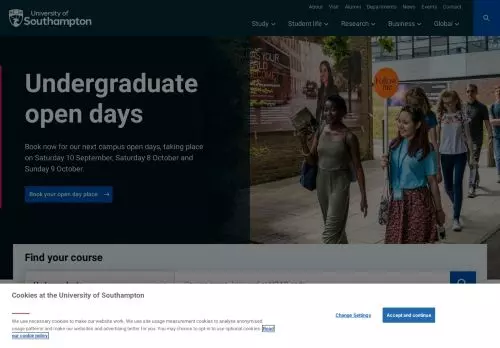 About Visit Alumni Departments News Events Contact
University of
Southampton
Study Student life Research Business Global
Undergraduate
open days
Book now for our next campus open days, taking place
on Saturday 10 September, Saturday 8 October and
Sunday 9 October.
Book your open day place
Follow
me
Find your course
Cookies at the University of Southampton
We use necessary cookies to make our website work. We also use usage measurement cookies to analyse anonymised
usage patterns and make our websites and advertising better for you. You may choose to opt in to use optional cookies. Read
our cookie policy.
Change Settings
Accept and continue